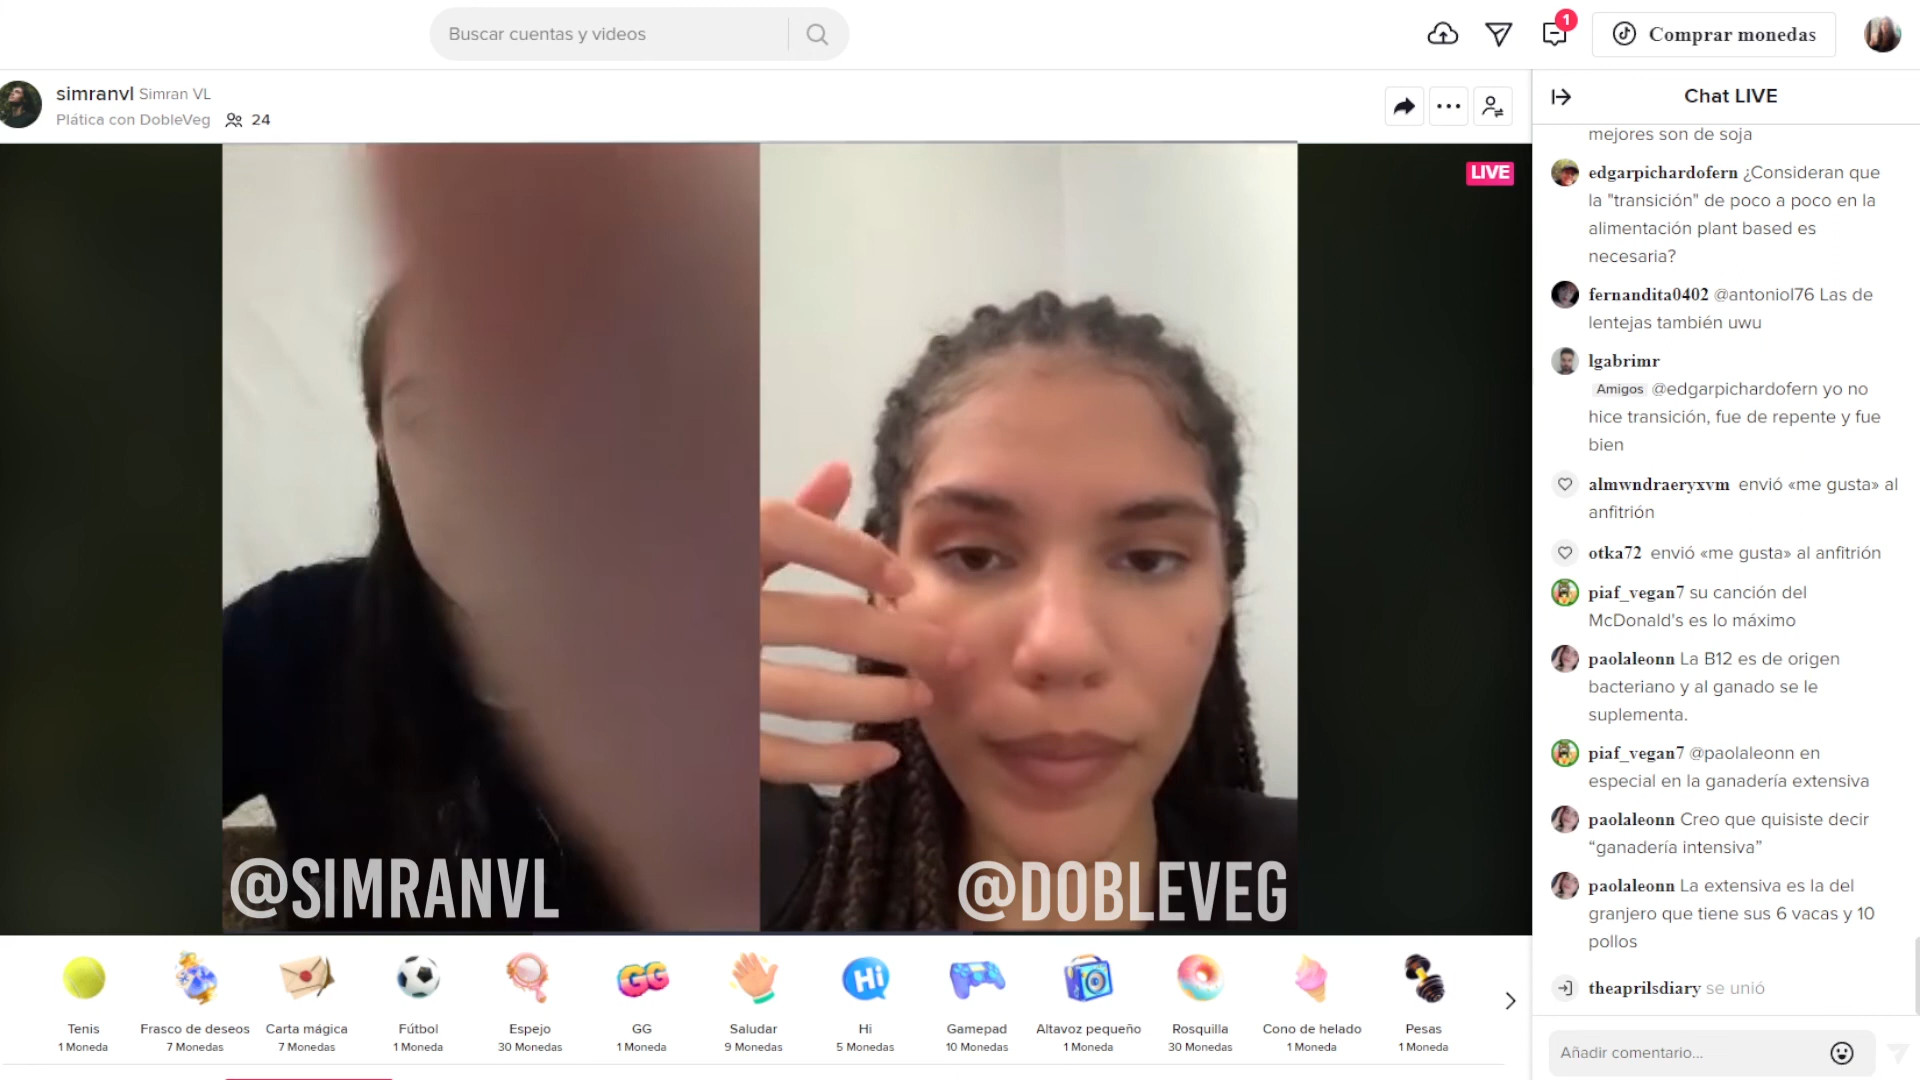 Buscar cuentas y videos
1
Comprar monedas
simranvl Simran VL
Plática con DobleVeg 24
LIVE
@SIMRANVL
@DOBLEVEG
Tenis
1 Moneda
Frasco de deseos
7 Monedas
Carta mágica
7 Monedas
Fútbol
1 Moneda
Espejo
30 Monedas
GG
GG
1 Moneda
Saludar
9 Monedas
Hi
Hi
5 Monedas
Gamepad
10 Monedas
Altavoz pequeño
1 Moneda
Rosquilla
30 Monedas
Cono de helado
1 Moneda
Pesas
1 Moneda
Chat LIVE
mejores son de soja
edgarpichardofern ¿Consideran que
la "transición" de poco a poco en la
alimentación plant based es
necesaria?
fernandita0402 @antoniol76 Las de
lentejas también uwu
lgabrimr
Amigos @edgarpichardofern yo no
hice transición, fue de repente y fue
bien
almwndraeryxvm envió «me gusta» al
anfitrión
otka72 envió «me gusta» al anfitrión
piaf_vegan7 su canción del
McDonald's es lo máximo
paolaleonn La B12 es de origen
bacteriano y al ganado se le
suplementa.
piaf_vegan7 @paolaleonn en
especial en la ganadería extensiva
paolaleonn Creo que quisiste decir
“ganadería intensiva”
paolaleonn La extensiva es la del
granjero que tiene sus 6 vacas y 10
pollos
theaprilsdiary se unió
Añadir comentario...